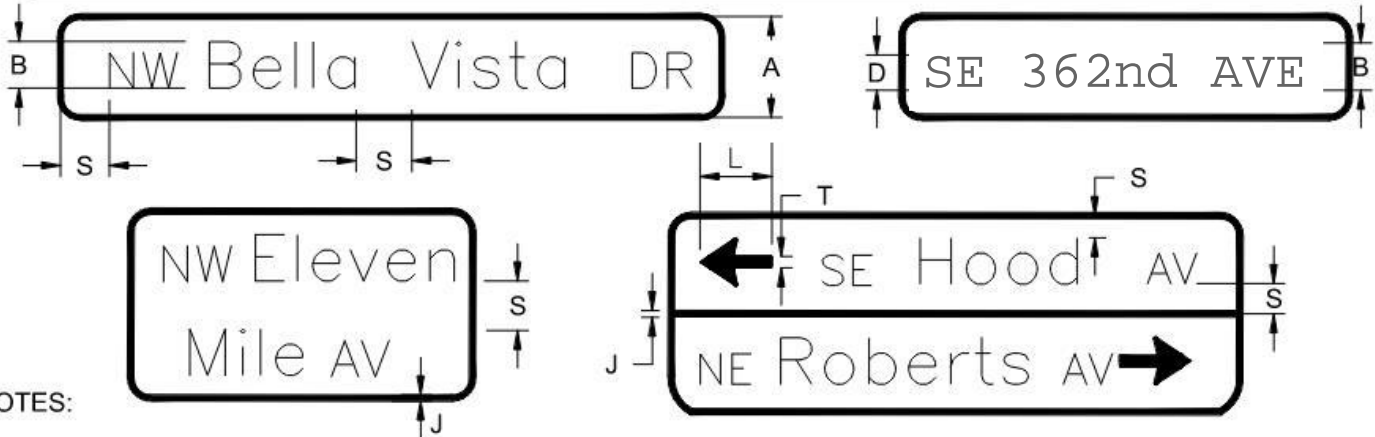 B NW Bella Vista DR A
D SE 362nd AVE B
S S
L
T
S
NW Eleven
S
Mile AV
J
SE Hood AV
S
J
NE Roberts AV
OTES: